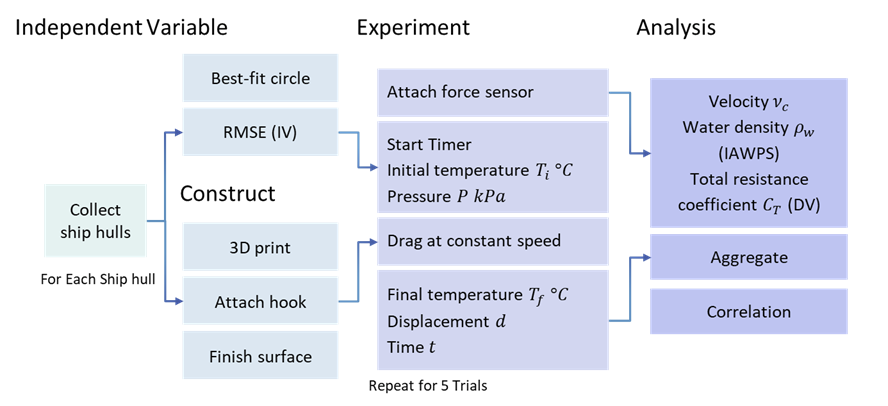 Independent Variable
Experiment
Analysis
Best-fit circle
RMSE (IV)
Collect
ship hulls
For Each Ship hull
Construct
3D print
Attach hook
Finish surface
Attach force sensor
Start Timer
Initial temperature T_i °C
Pressure P kPa
Drag at constant speed
Final temperature T_f °C
Displacement d
Time t
Repeat for 5 Trials
Velocity v_c
Water density ρ_w
(IAWPS)
Total resistance
coefficient C_T (DV)
Aggregate
Correlation